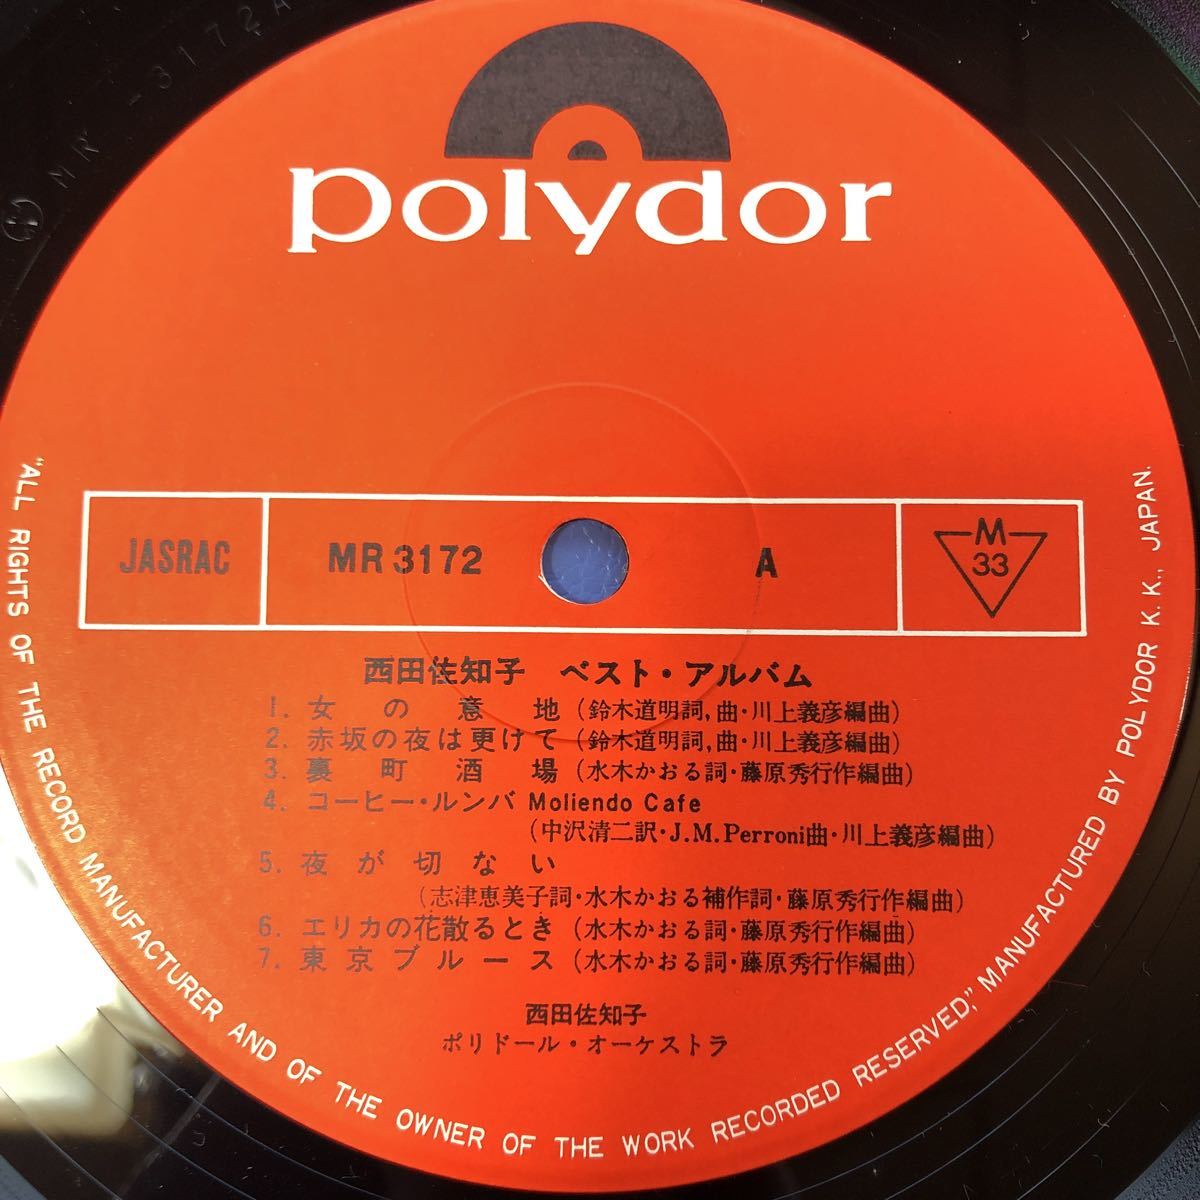 MR-3172A
polydor
JASRAC
MR 3172
A
M
33
西田佐知子 ベスト・アルバム
1. 女の意地 (鈴木道明詞,曲・川上義彦編曲)
2. 赤坂の夜は更けて (鈴木道明詞,曲・川上義彦編曲)
3. 裏町酒場 (水木かおる詞・藤原秀行作編曲)
4. コーヒー・ルンバ Moliendo Cafe
(中沢清二訳・J.M.Perroni曲・川上義彦編曲)
5. 夜が切ない
(志津恵美子詞・水木かおる補作詞・藤原秀行作編曲)
6. エリカの花散るとき (水木かおる詞・藤原秀行作編曲)
7. 東京ブルース (水木かおる詞・藤原秀行作編曲)
西田佐知子
ポリドール・オーケストラ
"ALL RIGHTS OF THE RECORD MANUFACTURER AND OF THE OWNER OF THE WORK RECORDED RESERVED," MANUFACTURED BY POLYDOR K. K., JAPAN.